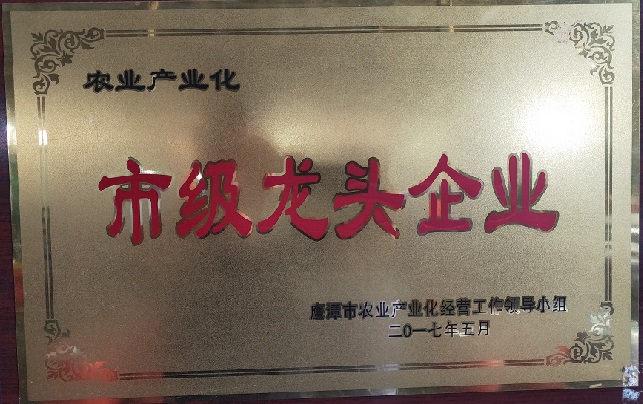 农业产业化
市级龙头企业
鹰潭市农业产业化经营工作领导小组
二〇一七年五月